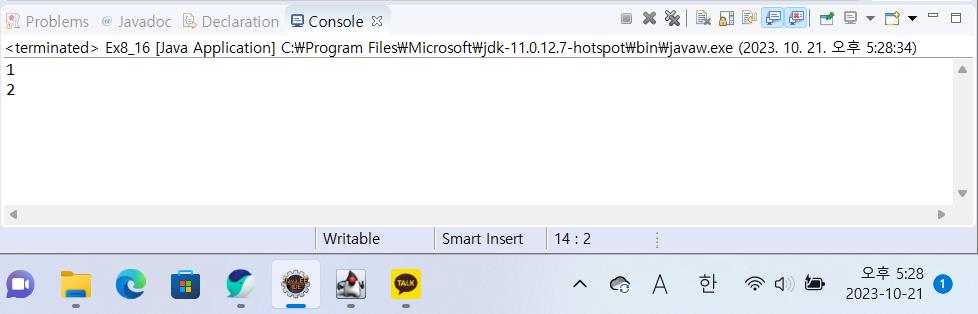 Problems @ Javadoc Declaration Console
<terminated> Ex8_16 [Java Application] C:₩Program Files₩Microsoft₩jdk-11.0.12.7-hotspot₩bin₩javaw.exe (2023. 10. 21. 오후 5:28:34)
1
2
Writable Smart Insert 14 : 2
TALK A 한 오후 5:28
2023-10-21 1